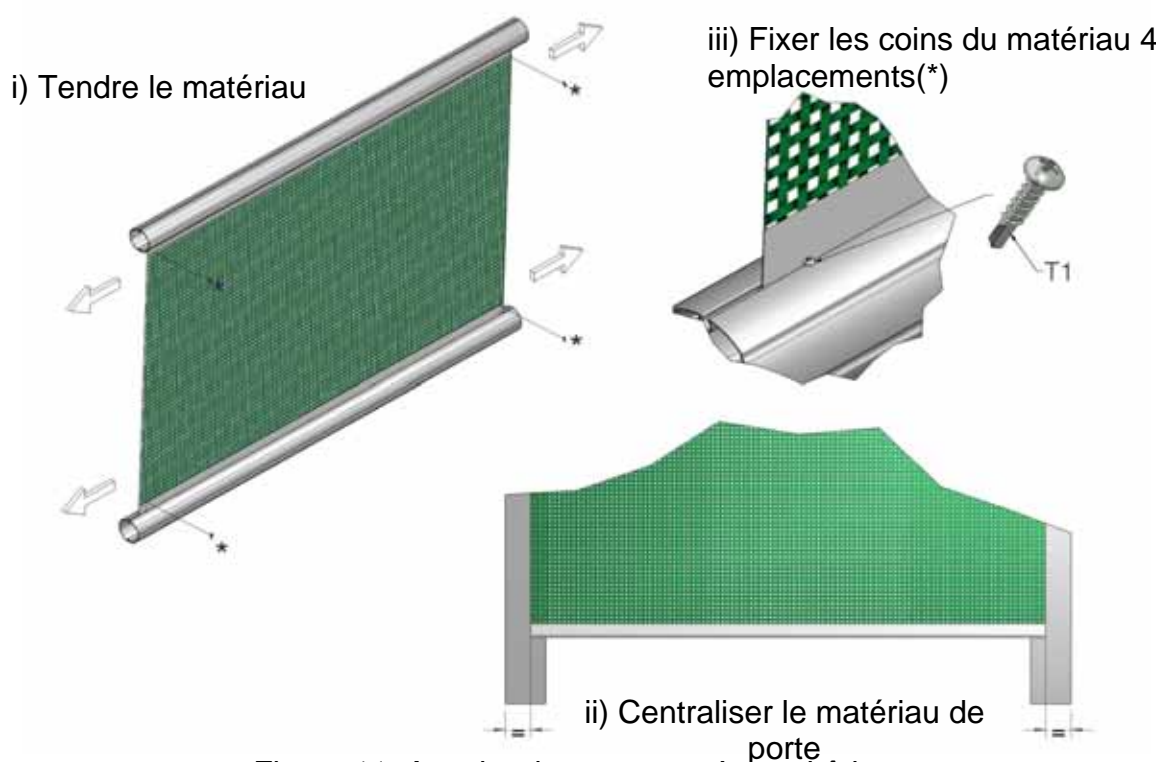 i) Tendre le matériau
iii) Fixer les coins du matériau 4
emplacements(*)
*
*
*
*
T1
ii) Centraliser le matériau de
porte
=
=